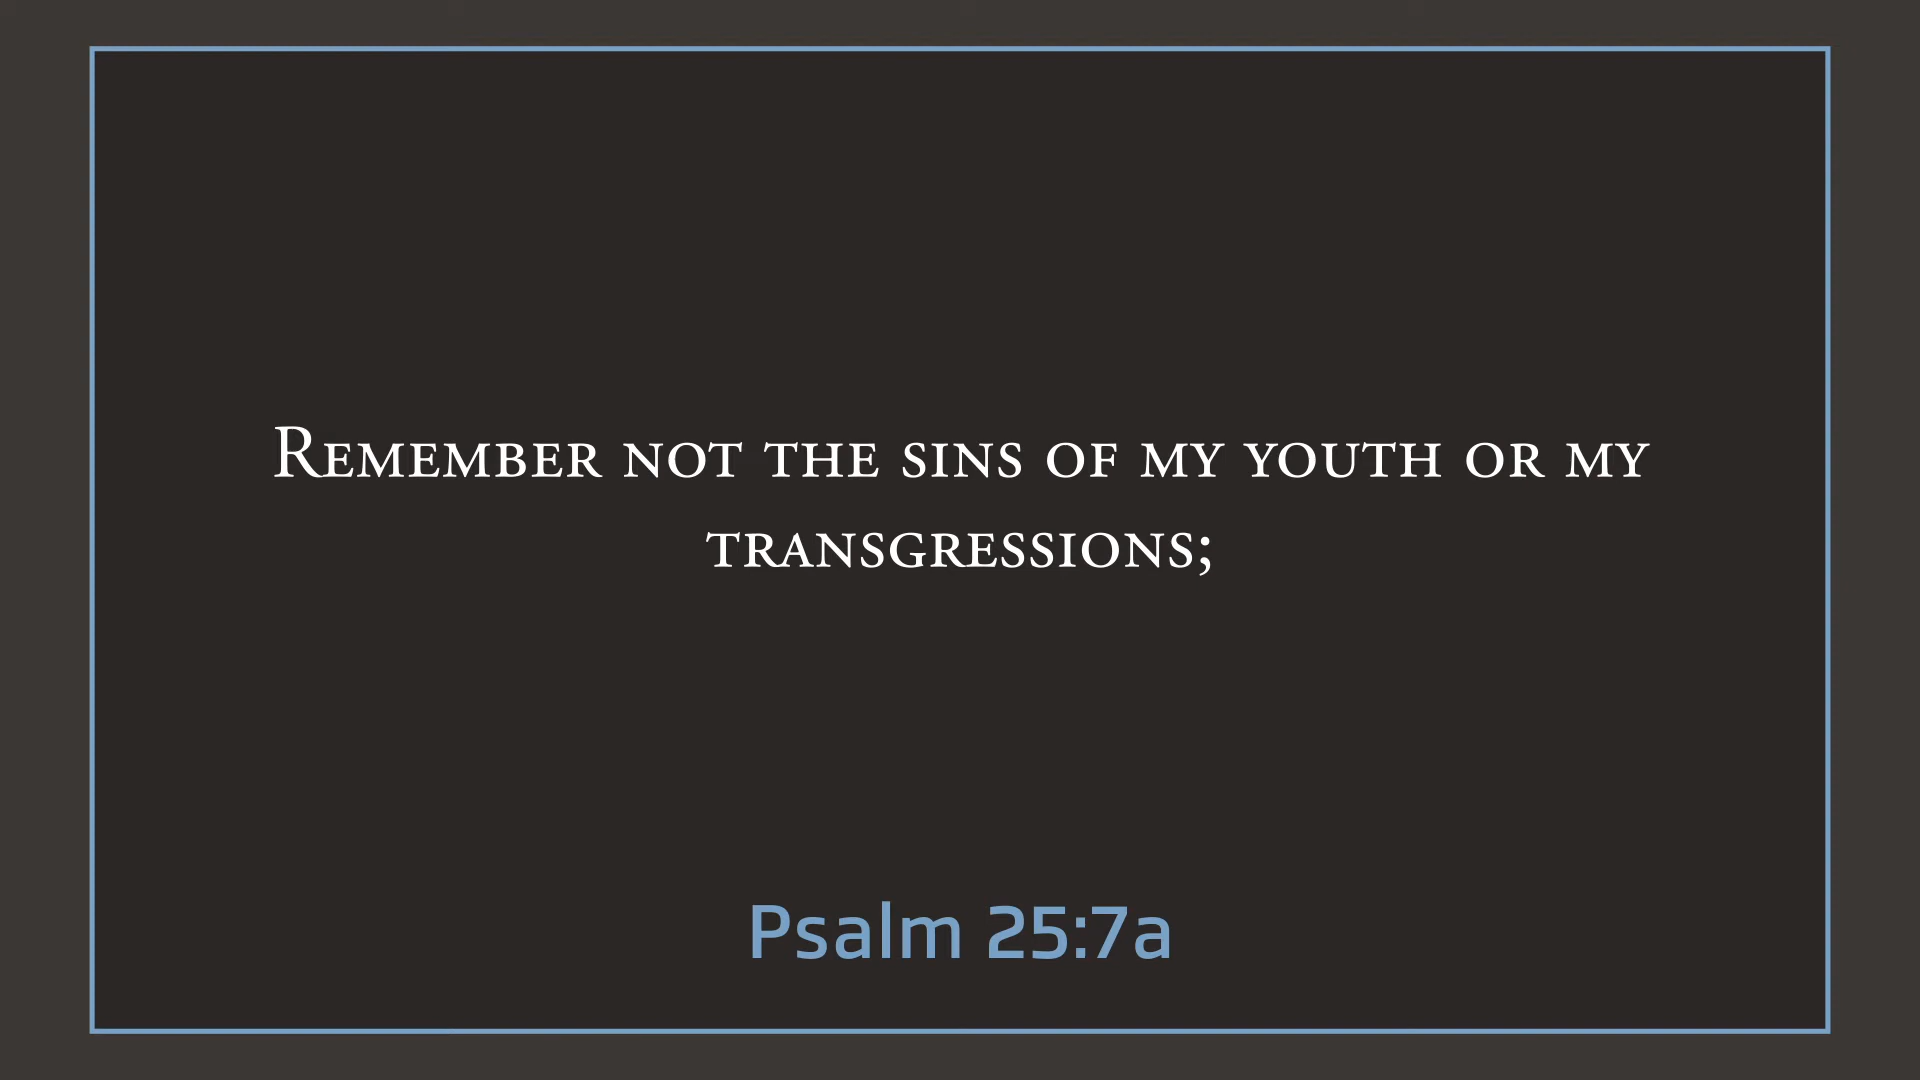 Remember not the sins of my youth or my
transgressions;
Psalm 25:7a